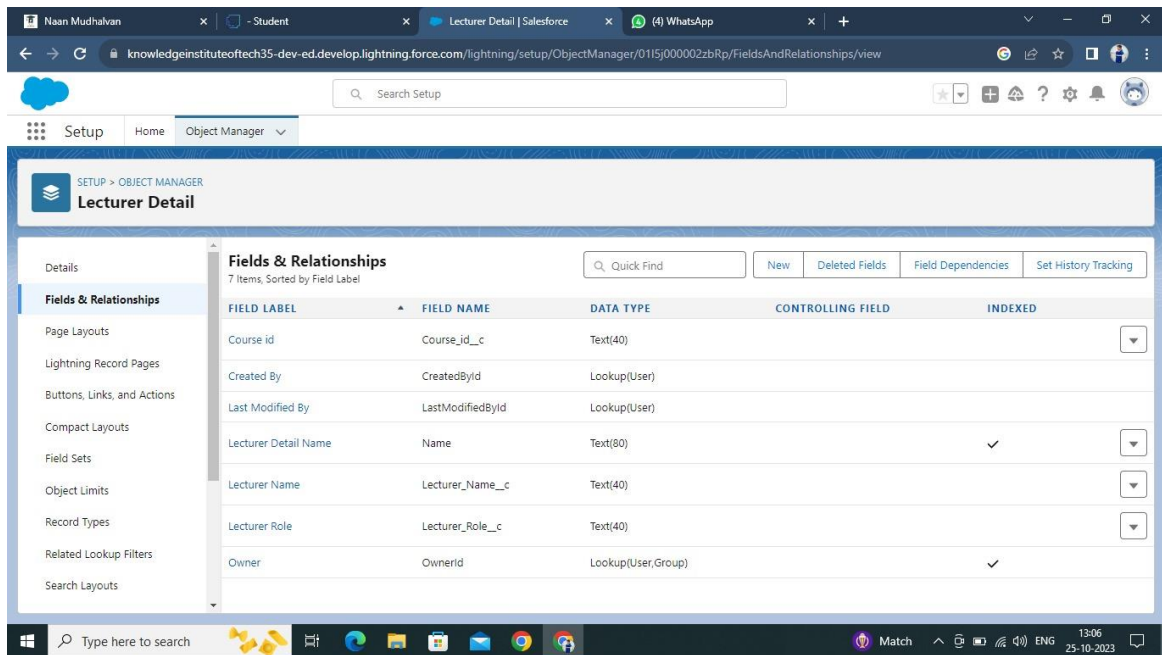 Naan Mudhalvan
- Student
Lecturer Detail | Salesforce
(4) WhatsApp
knowledgeinstituteoftech35-dev-ed.develop.lightning.force.com/lightning/setup/ObjectManager/01I5j000002zbRp/FieldsAndRelationships/view
Search Setup
Setup Home Object Manager
SETUP > OBJECT MANAGER
Lecturer Detail
Details
Fields & Relationships
Page Layouts
Lightning Record Pages
Buttons, Links, and Actions
Compact Layouts
Field Sets
Object Limits
Record Types
Related Lookup Filters
Search Layouts
Fields & Relationships
7 Items, Sorted by Field Label
Quick Find
New Deleted Fields Field Dependencies Set History Tracking
FIELD LABEL FIELD NAME DATA TYPE CONTROLLING FIELD INDEXED
Course id Course_id__c Text(40)
Created By CreatedById Lookup(User)
Last Modified By LastModifiedById Lookup(User)
Lecturer Detail Name Name Text(80)
Lecturer Name Lecturer_Name__c Text(40)
Lecturer Role Lecturer_Role__c Text(40)
Owner OwnerId Lookup(User,Group)
Type here to search
Match
ENG
13:06
25-10-2023